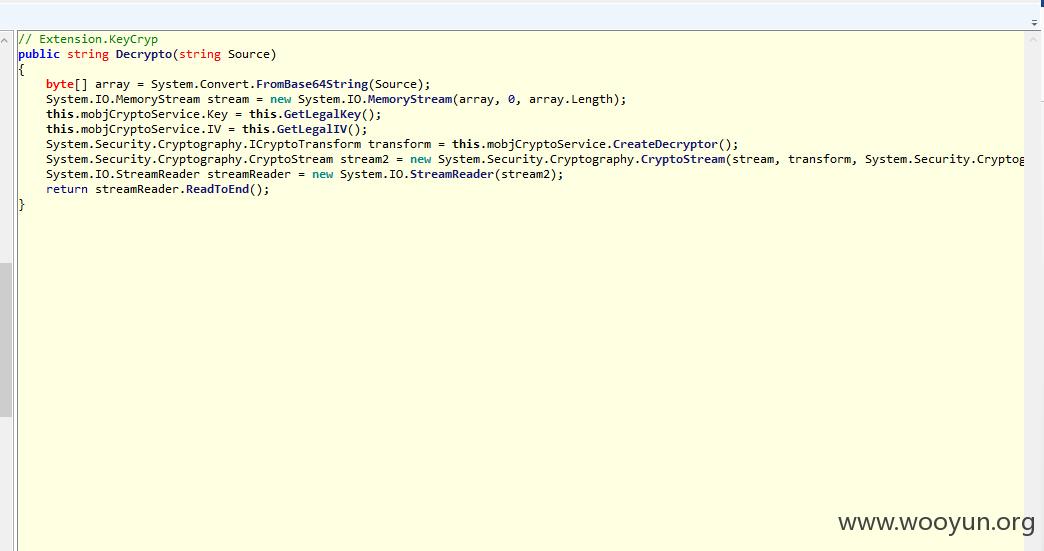 // Extension.KeyCryp
public string Decrypto(string Source)
{
    byte[] array = System.Convert.FromBase64String(Source);
    System.IO.MemoryStream stream = new System.IO.MemoryStream(array, 0, array.Length);
    this.mobjCryptoService.Key = this.GetLegalKey();
    this.mobjCryptoService.IV = this.GetLegalIV();
    System.Security.Cryptography.ICryptoTransform transform = this.mobjCryptoService.CreateDecryptor();
    System.Security.Cryptography.CryptoStream stream2 = new System.Security.Cryptography.CryptoStream(stream, transform, System.Security.Cryptog
    System.IO.StreamReader streamReader = new System.IO.StreamReader(stream2);
    return streamReader.ReadToEnd();
}
www.wooyun.org